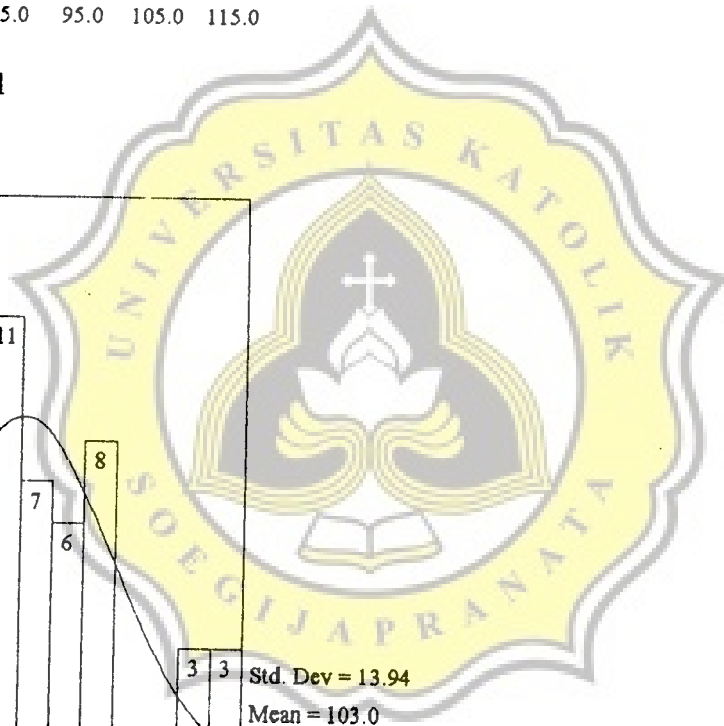 5.0 95.0 105.0 115.0
UNIVERSITAS KATOLIK
11
8
7
6
SOEGIJAPRANATA
3 3 Std. Dev = 13.94
Mean = 103.0